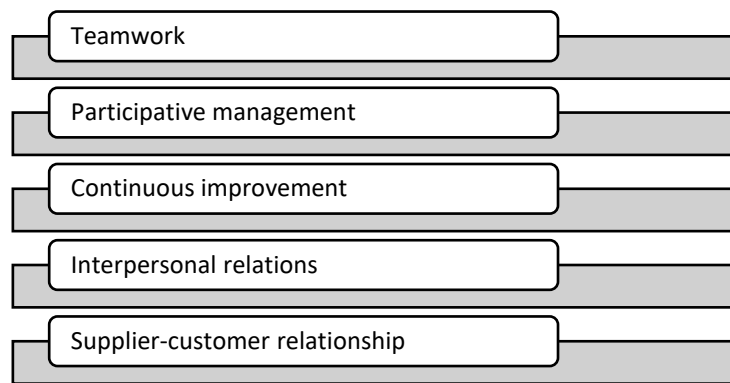 Teamwork
Participative management
Continuous improvement
Interpersonal relations
Supplier-customer relationship